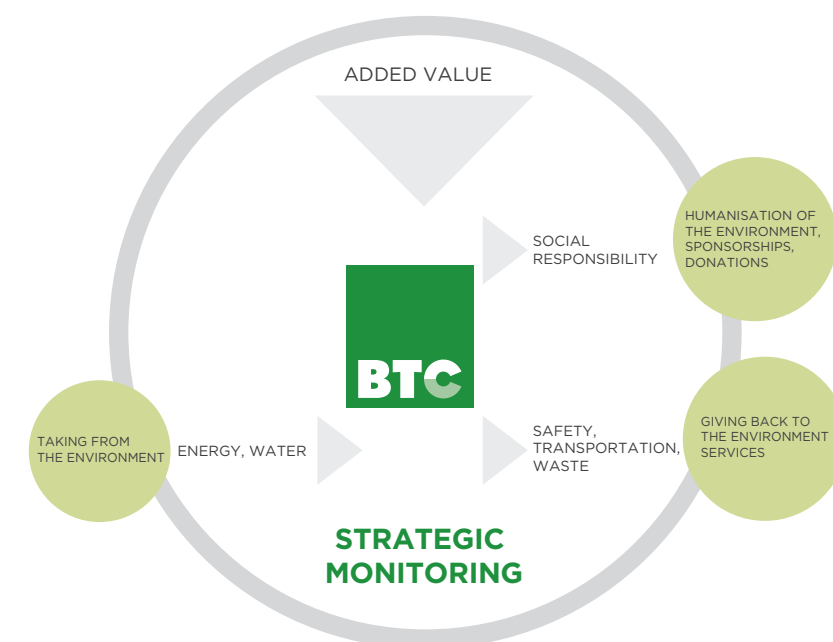 ADDED VALUE
HUMANISATION OF
THE ENVIRONMENT,
SPONSORSHIPS,
DONATIONS
SOCIAL
RESPONSIBILITY
BTC
TAKING FROM
THE ENVIRONMENT
ENERGY, WATER
SAFETY,
TRANSPORTATION,
WASTE
GIVING BACK TO
THE ENVIRONMENT
SERVICES
STRATEGIC
MONITORING